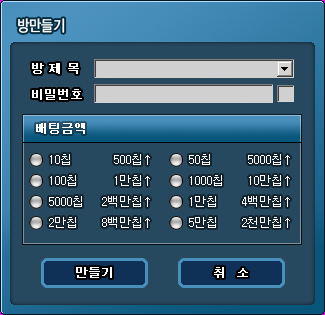 방만들기
방 제 목
비밀번호
배팅금액
10칩 500칩↑ 50칩 5000칩↑
100칩 1만칩↑ 1000칩 10만칩↑
5000칩 2백만칩↑ 1만칩 4백만칩↑
2만칩 8백만칩↑ 5만칩 2천만칩↑
만들기 취 소